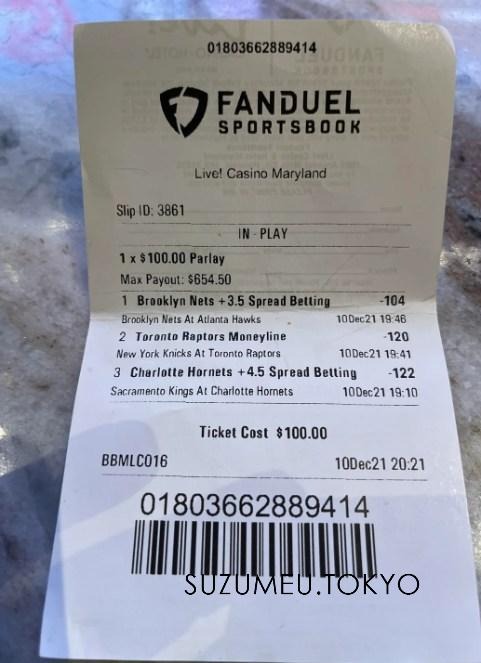 01803662889414
FANDUEL
SPORTSBOOK
Live! Casino Maryland
Slip ID: 3861
IN-PLAY
1 x $100.00 Parlay
Max Payout: $654.50
1 Brooklyn Nets +3.5 Spread Betting -104
Brooklyn Nets At Atlanta Hawks 10Dec21 19:46
2 Toronto Raptors Moneyline -120
New York Knicks At Toronto Raptors 10Dec21 19:41
3 Charlotte Hornets +4.5 Spread Betting -122
Sacramento Kings At Charlotte Hornets 10Dec21 19:10
Ticket Cost $100.00
BBMLC016 10Dec21 20:21
01803662889414
SUZUMEU.TOKYO